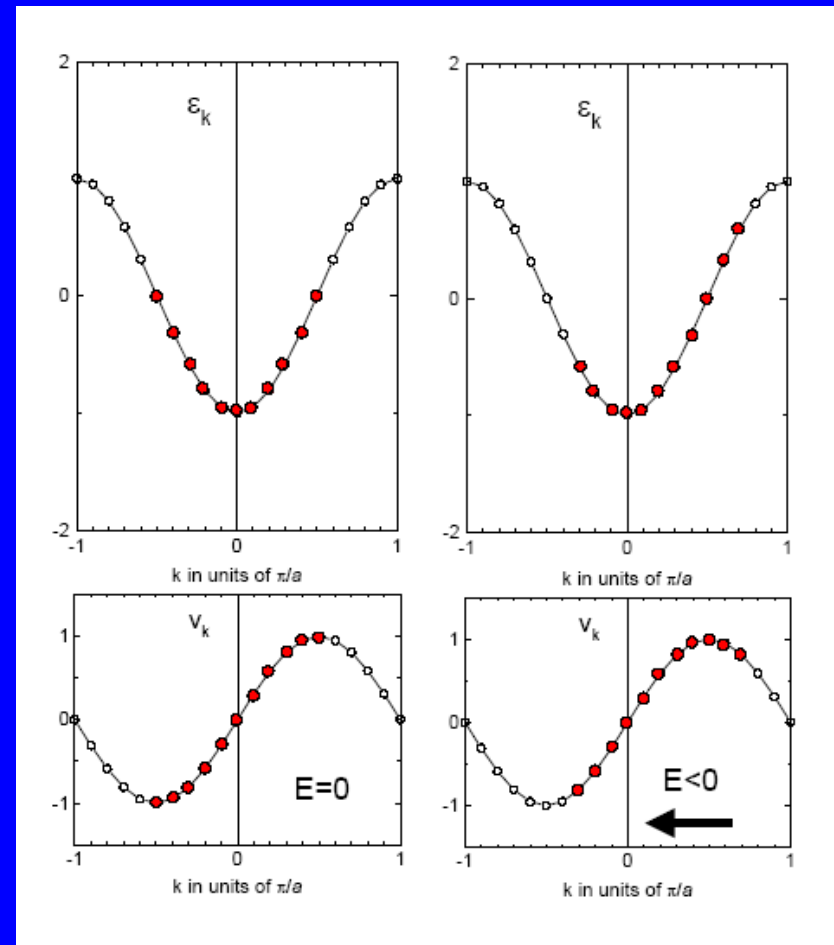 2
ε_k
0
-2
-1
0
1
k in units of π/a
2
ε_k
0
-2
-1
0
1
k in units of π/a
v_k
1
0
-1
E=0
-1
0
1
k in units of π/a
v_k
1
0
-1
E<0
-1
0
1
k in units of π/a